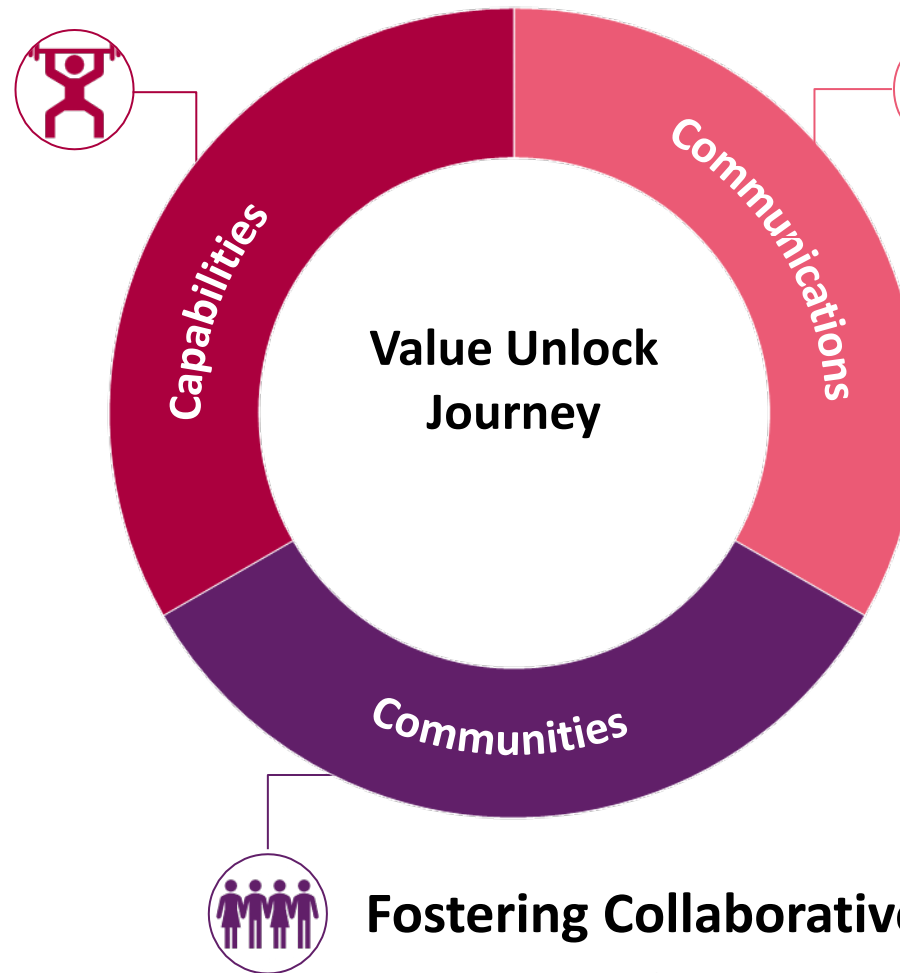 Capabilities
Communications
Value Unlock
Journey
Communities
Fostering Collaborative